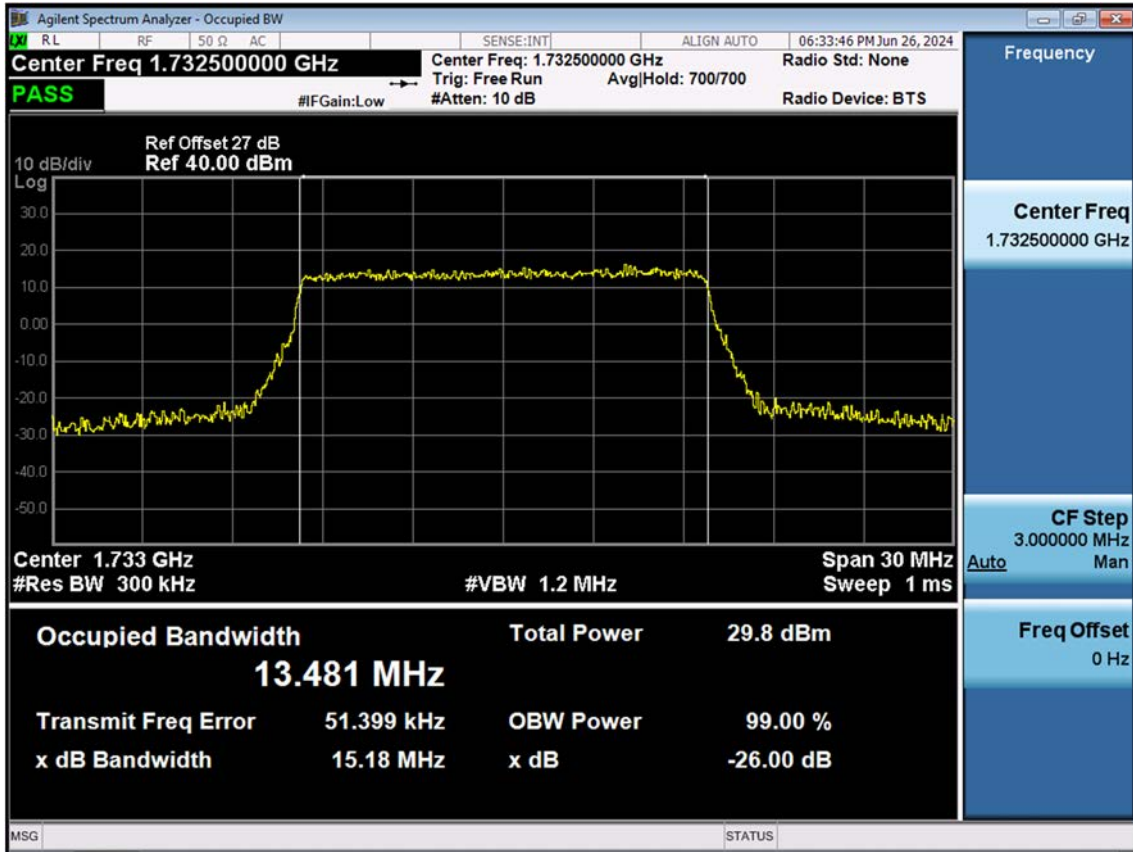 Agilent Spectrum Analyzer - Occupied BW
LXI RL RF 50 Ω AC SENSE:INT ALIGN AUTO 06:33:46 PM Jun 26, 2024
Center Freq 1.732500000 GHz
PASS
#IFGain:Low
Center Freq: 1.732500000 GHz
Trig: Free Run Avg|Hold: 700/700
#Atten: 10 dB
Radio Std: None
Radio Device: BTS
Ref Offset 27 dB
10 dB/div Ref 40.00 dBm
Log
30.0
20.0
10.0
0.00
-10.0
-20.0
-30.0
-40.0
-50.0
Center 1.733 GHz Span 30 MHz
#Res BW 300 kHz #VBW 1.2 MHz Sweep 1 ms
Occupied Bandwidth Total Power 29.8 dBm
13.481 MHz
Transmit Freq Error 51.399 kHz OBW Power 99.00 %
x dB Bandwidth 15.18 MHz x dB -26.00 dB
MSG STATUS
Frequency
Center Freq
1.732500000 GHz
CF Step
3.000000 MHz
Auto Man
Freq Offset
0 Hz